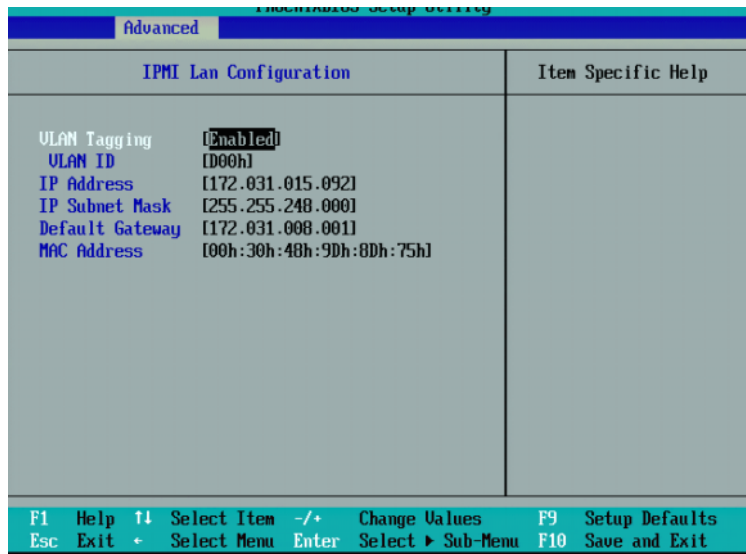 PhoenixBIOS Setup Utility
Advanced
IPMI Lan Configuration
Item Specific Help
VLAN Tagging [Enabled]
VLAN ID [D00h]
IP Address [172.031.015.092]
IP Subnet Mask [255.255.248.000]
Default Gateway [172.031.008.001]
MAC Address [00h:30h:48h:9Dh:8Dh:75h]
F1 Help ↑↓ Select Item -/+ Change Values F9 Setup Defaults
Esc Exit ← Select Menu Enter Select ▶ Sub-Menu F10 Save and Exit